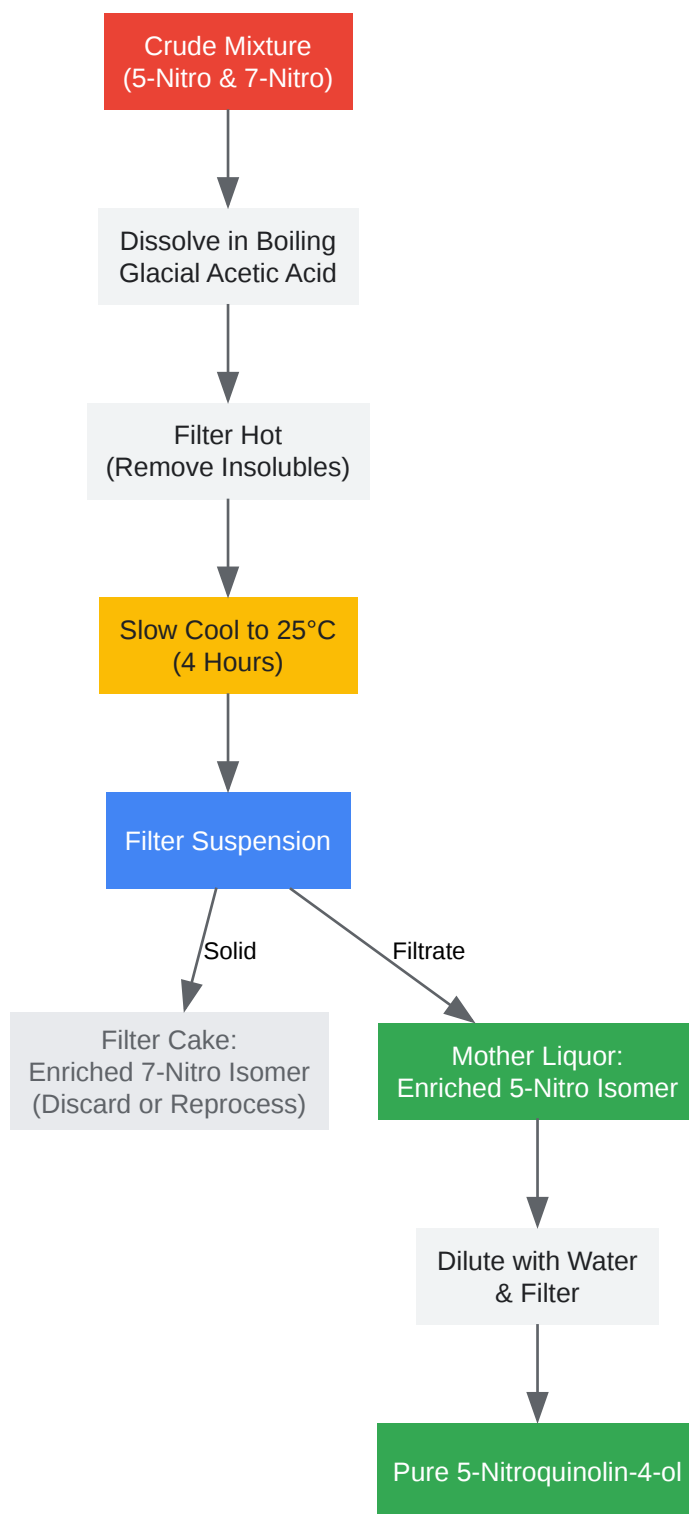 Crude Mixture
(5-Nitro & 7-Nitro)
Dissolve in Boiling
Glacial Acetic Acid
Filter Hot
(Remove Insolubles)
Slow Cool to 25°C
(4 Hours)
Filter Suspension
Solid
Filtrate
Filter Cake:
Enriched 7-Nitro Isomer
(Discard or Reprocess)
Mother Liquor:
Enriched 5-Nitro Isomer
Dilute with Water
& Filter
Pure 5-Nitroquinolin-4-ol